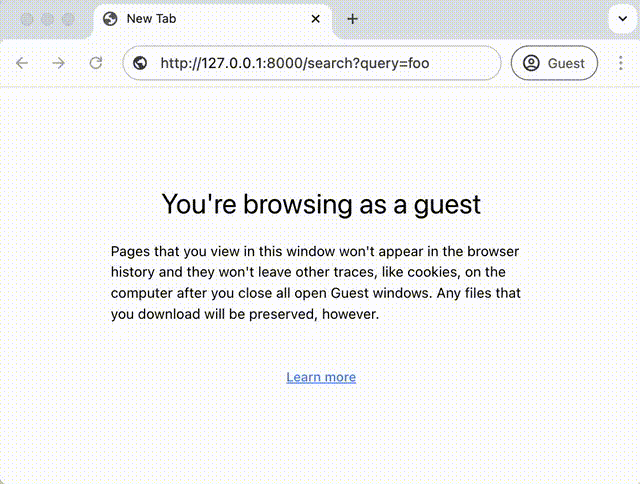 New Tab
http://127.0.0.1:8000/search?query=foo
Guest
You're browsing as a guest
Pages that you view in this window won't appear in the browser
history and they won't leave other traces, like cookies, on the
computer after you close all open Guest windows. Any files that
you download will be preserved, however.
Learn more